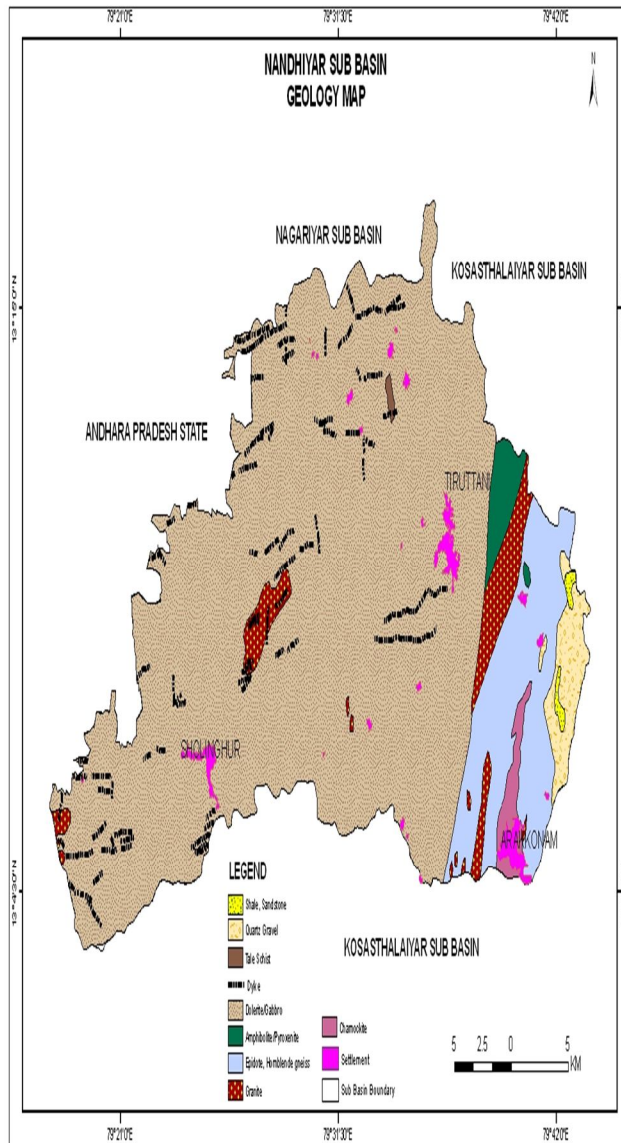 79°21'0"E 79°31'30"E 79°42'0"E
NANDHIYAR SUB BASIN
GEOLOGY MAP
N
NAGARIYAR SUB BASIN
KOSASTHALAIYAR SUB BASIN
13°15'0"N
ANDHARA PRADESH STATE
TIRUTTANI
SHOLINGHUR
ARAKKONAM
13°4'30"N
LEGEND
Shale, Sandstone
Quartz Gravel
Talc Schist
Dyke
Dolerite/Gabbro
Amphibolite/Pyroxenite
Epidote, Hornblende gneiss
Granite
Charnockite
Settlement
Sub Basin Boundary
KOSASTHALAIYAR SUB BASIN
5 2.5 0 5
KM
79°21'0"E 79°31'30"E 79°42'0"E